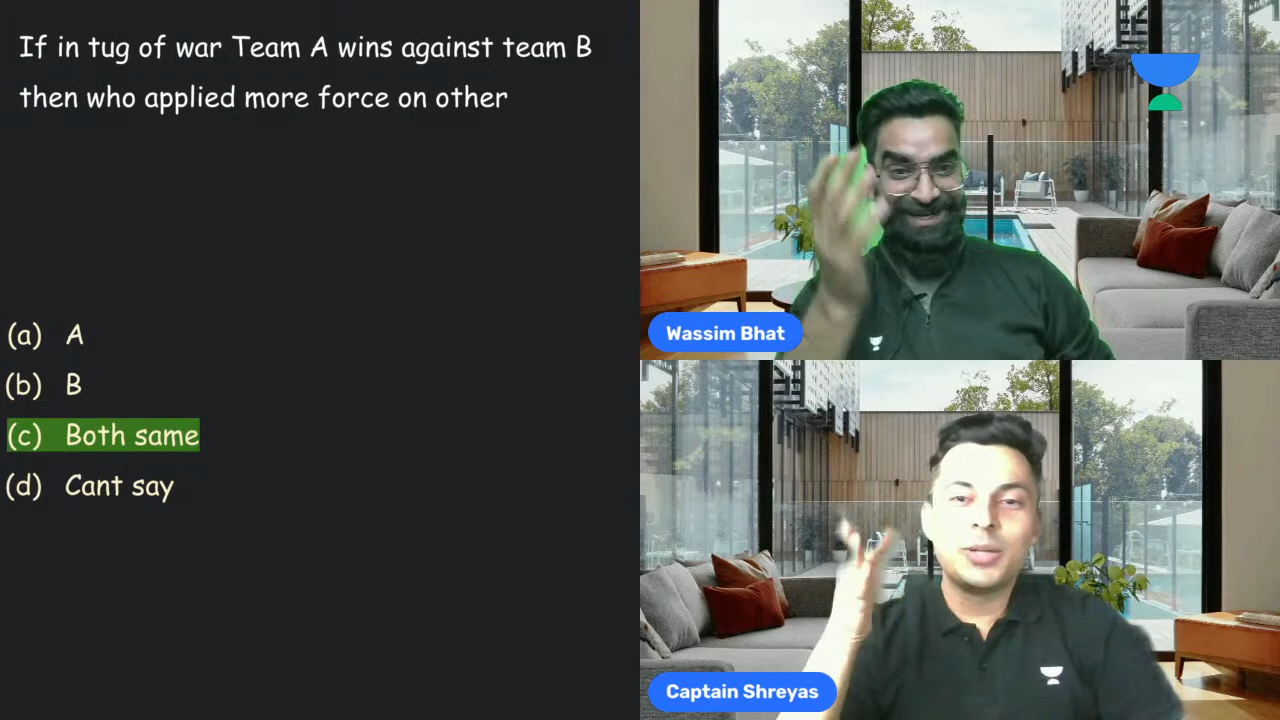 If in tug of war Team A wins against team B
then who applied more force on other
(a) A
(b) B
(c) Both same
(d) Cant say
Wassim Bhat
Captain Shreyas